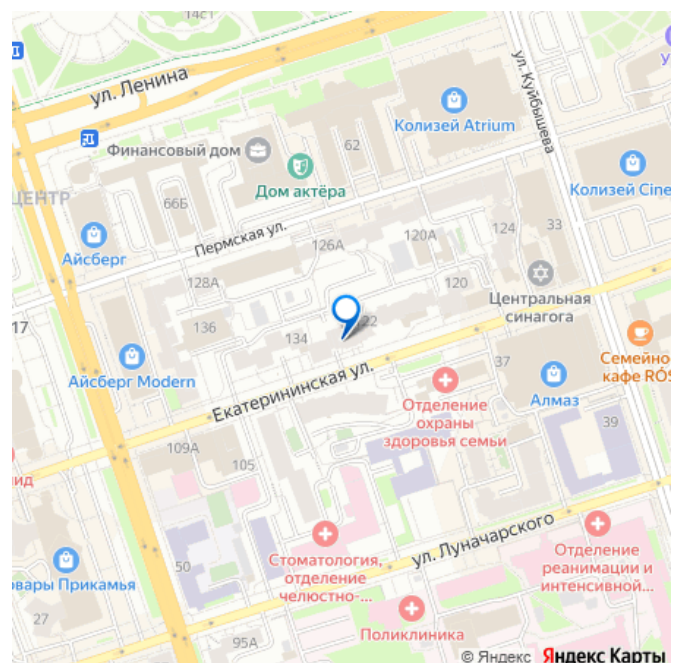 14с1
ул. Ленина
ул. Куйбышева
Колизей Atrium
Финансовый дом
62
Дом актёра
ЦЕНТР
66Б
Колизей Cine
Пермская ул.
126А
120А
124
33
Айсберг
128А
120
Центральная
синагога
17
136
134
Айсберг Modern
Екатерининская ул.
37
Семейно
кафе RÓS
Отделение
охраны
здоровья семьи
Алмаз
39
109А
105
ид
Стоматология,
отделение
челюстно-...
ул. Луначарского
Отделение
реанимации и
интенсивной...
50
овары Прикамья
27
95А
Поликлиника
© Яндекс Яндекс Карты